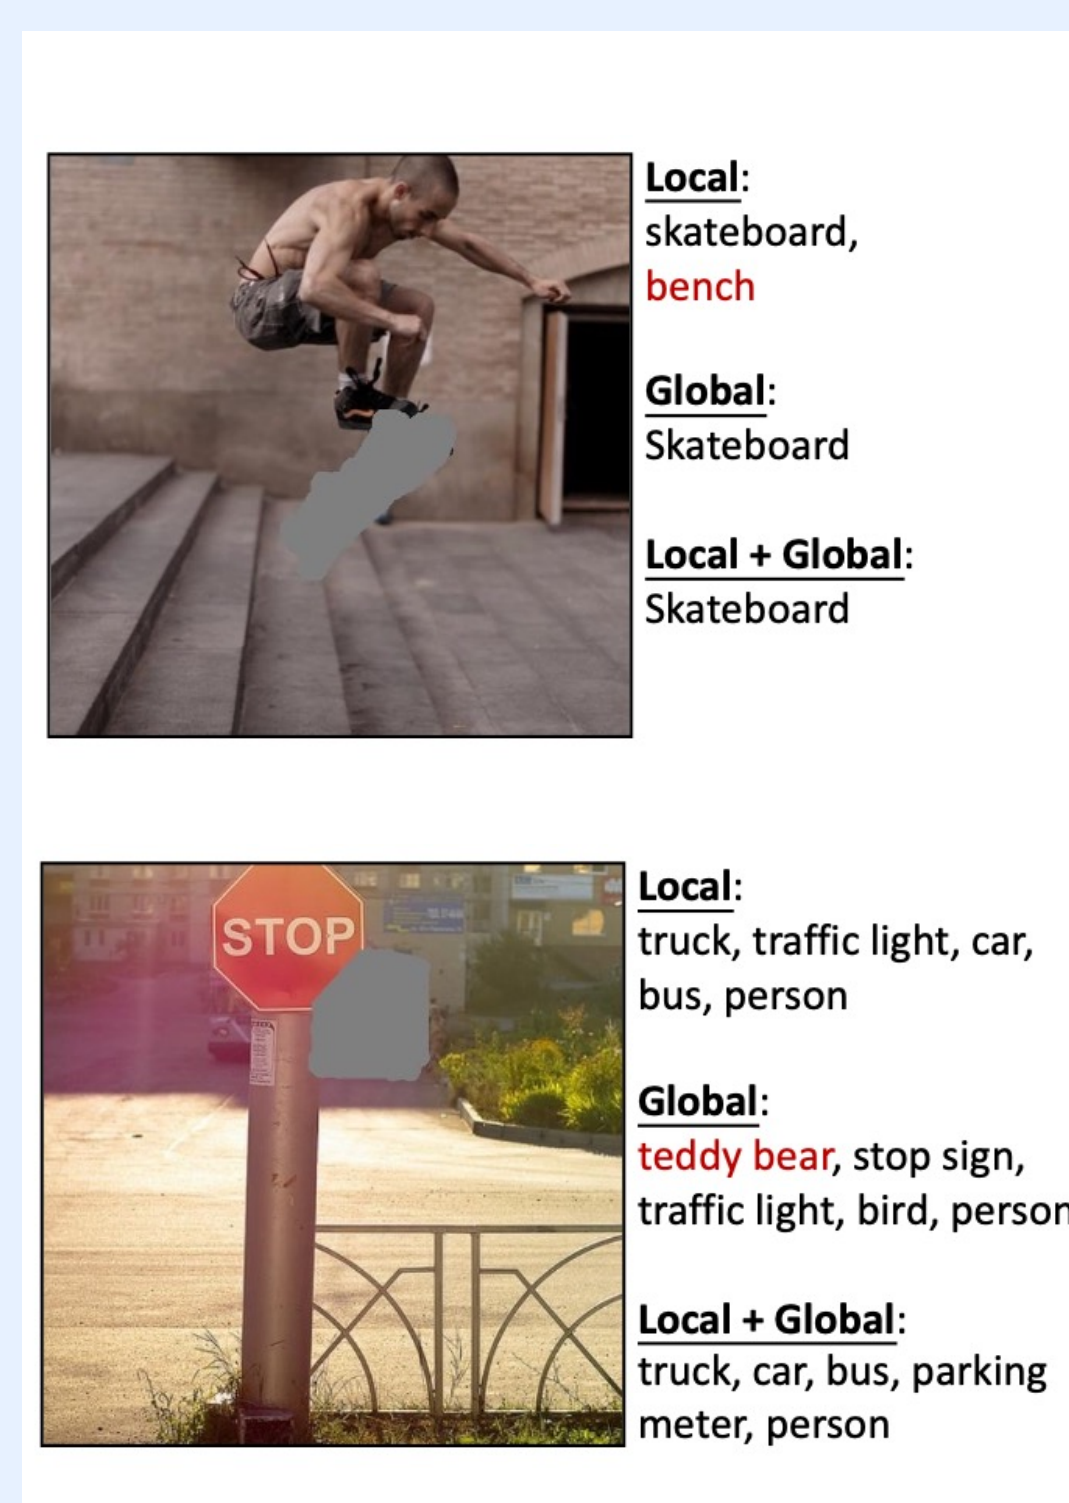 Local:
skateboard,
bench
Global:
Skateboard
Local + Global:
Skateboard
STOP
Local:
truck, traffic light, car,
bus, person
Global:
teddy bear, stop sign,
traffic light, bird, person
Local + Global:
truck, car, bus, parking
meter, person